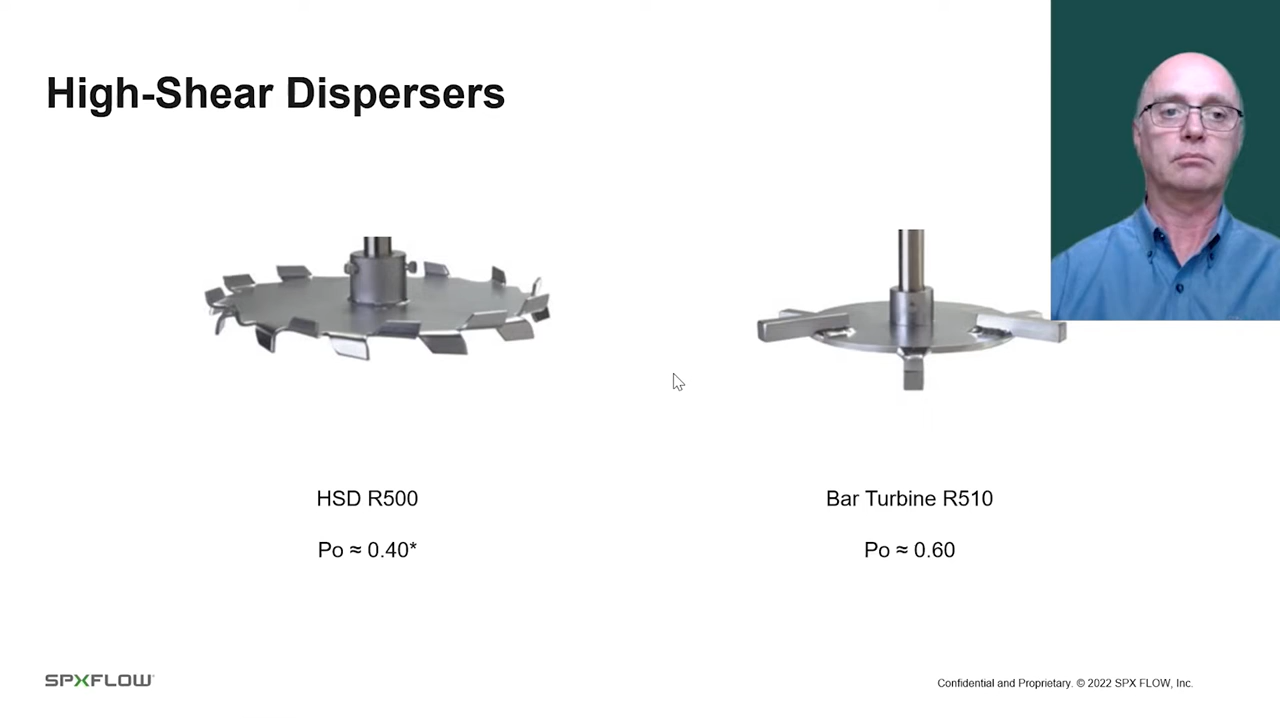 High-Shear Dispersers
HSD R500
Bar Turbine R510
Po ≈ 0.40*
Po ≈ 0.60
SPXFLOW
Confidential and Proprietary. © 2022 SPX FLOW, Inc.